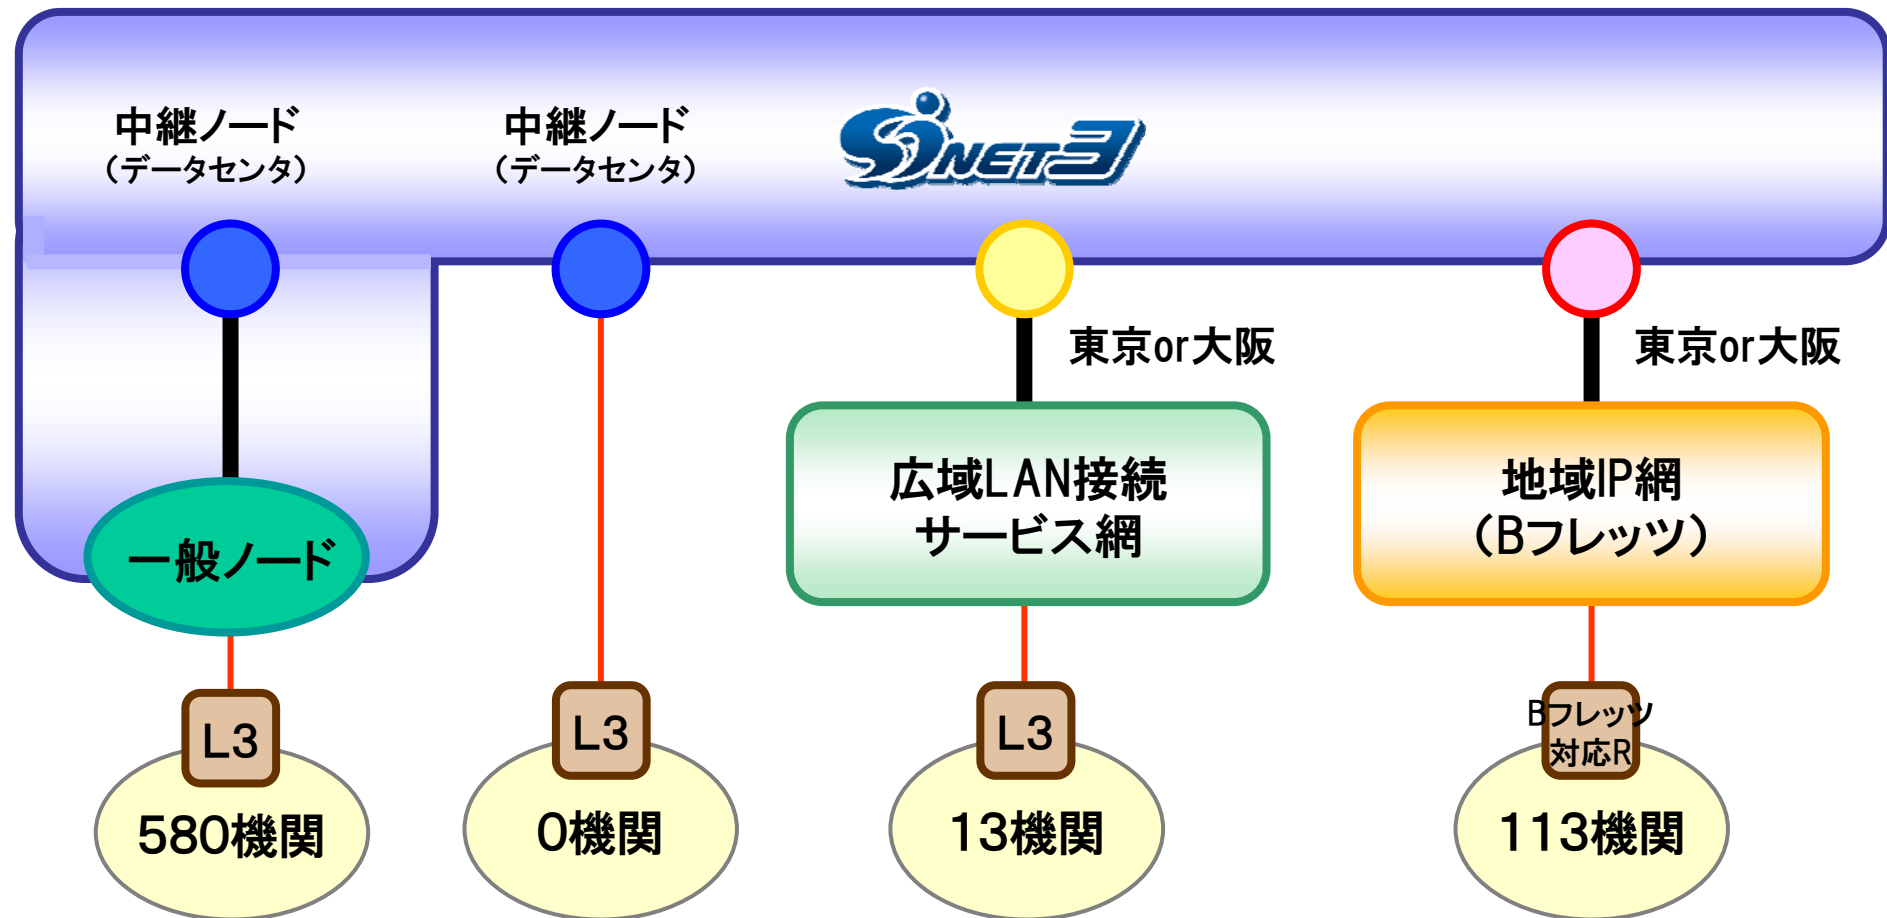 中継ノード
（データセンタ）
中継ノード
（データセンタ）
SINET3
東京or大阪
東京or大阪
広域LAN接続
サービス網
地域IP網
（Bフレッツ）
一般ノード
L3
L3
L3
Bフレッツ
対応R
580機関
0機関
13機関
113機関